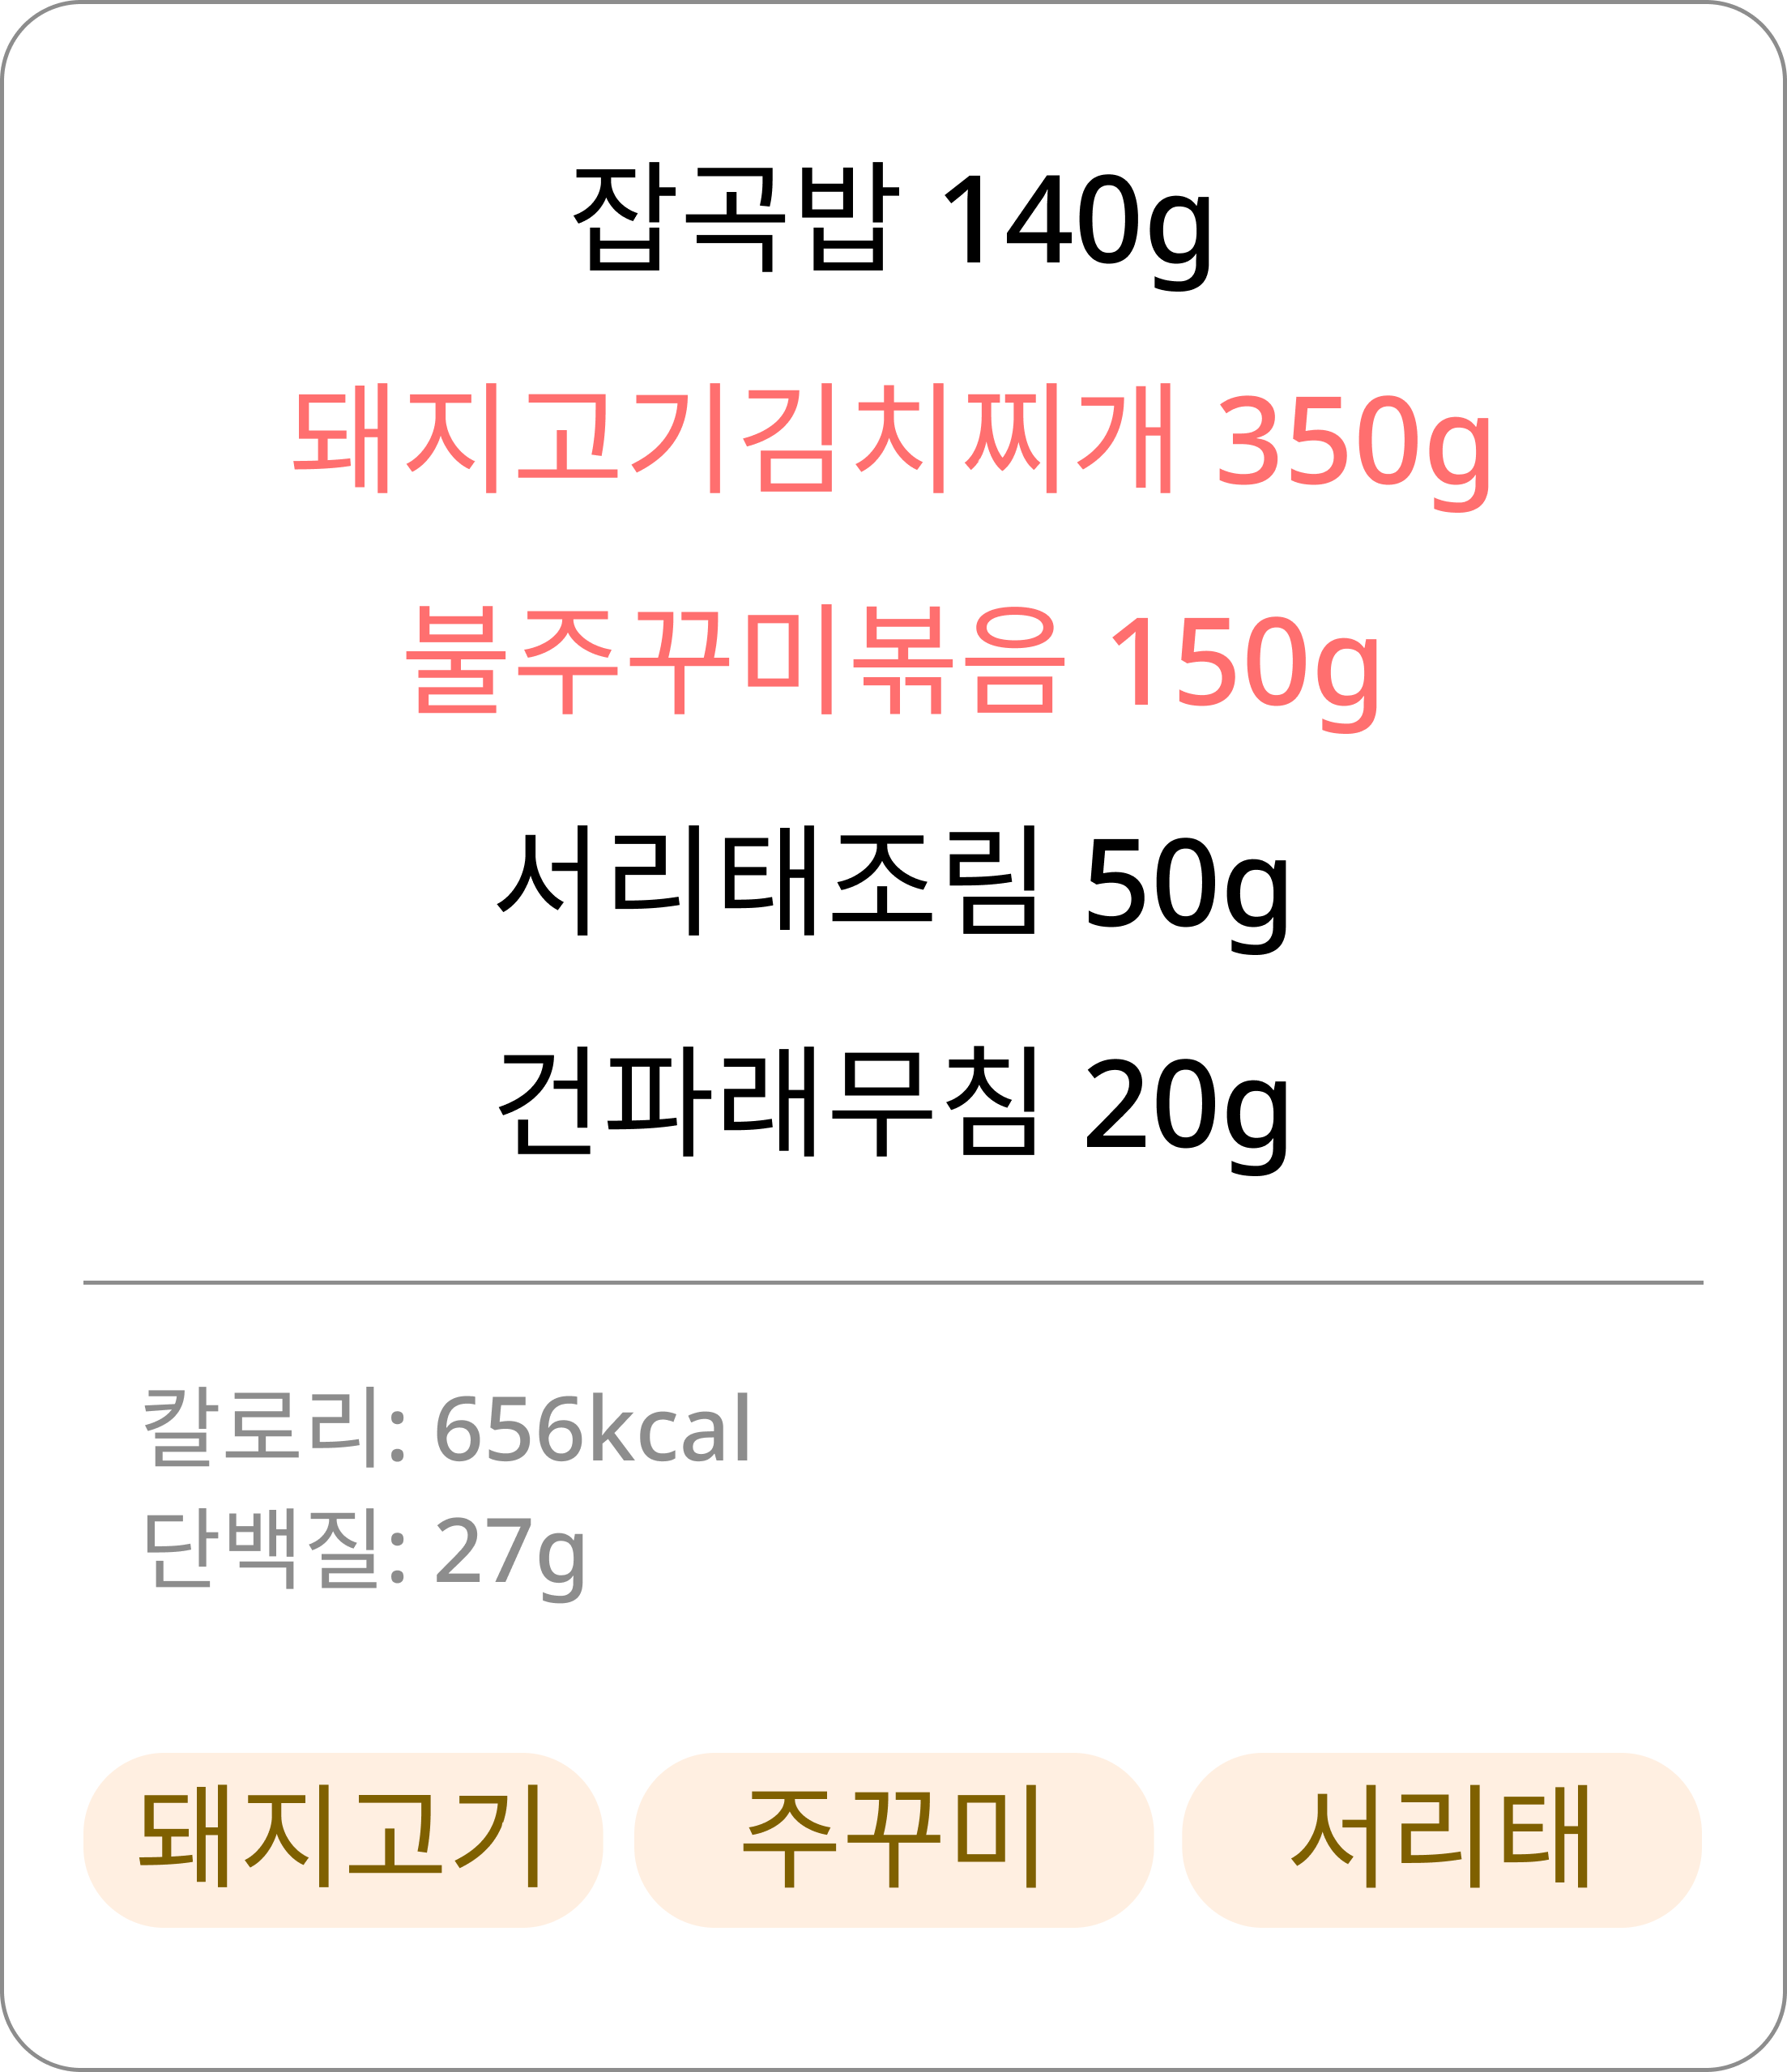 잡곡밥 140g
돼지고기김치찌개 350g
불주꾸미볶음 150g
서리태조림 50g
건파래무침 20g
칼로리: 656kcal
단백질: 27g
돼지고기 주꾸미 서리태